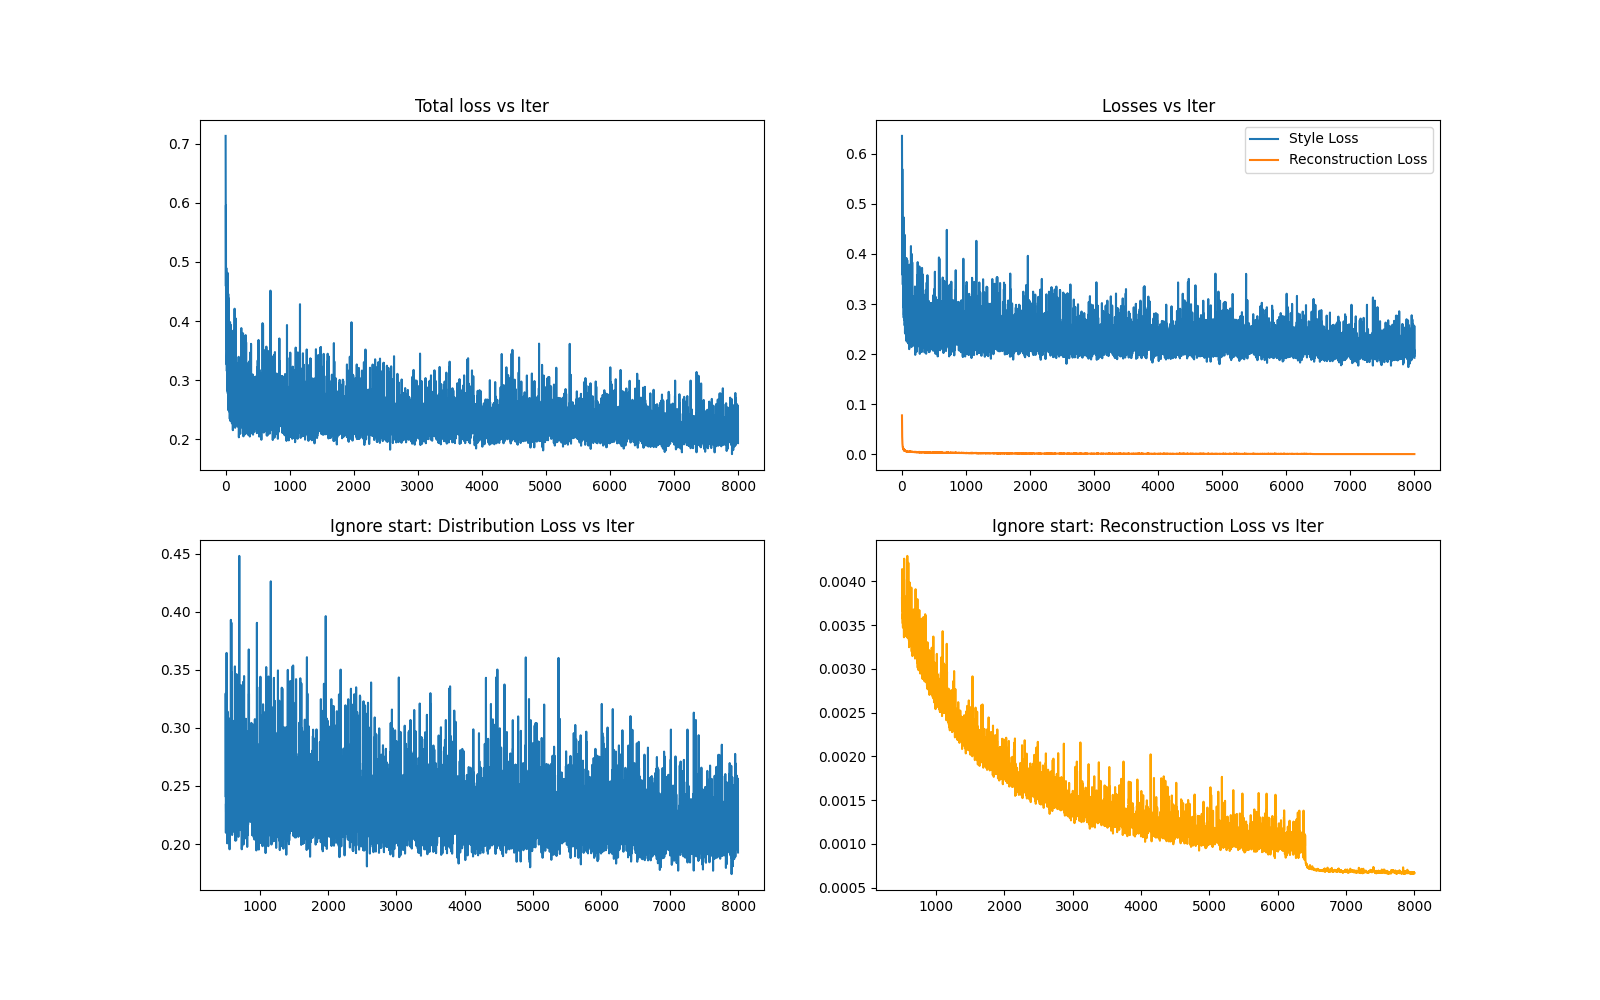 Total loss vs Iter
0.7
0.6
0.5
0.4
0.3
0.2
0 1000 2000 3000 4000 5000 6000 7000 8000
Losses vs Iter
Style Loss
Reconstruction Loss
0.6
0.5
0.4
0.3
0.2
0.1
0.0
0 1000 2000 3000 4000 5000 6000 7000 8000
Ignore start: Distribution Loss vs Iter
0.45
0.40
0.35
0.30
0.25
0.20
1000 2000 3000 4000 5000 6000 7000 8000
Ignore start: Reconstruction Loss vs Iter
0.0040
0.0035
0.0030
0.0025
0.0020
0.0015
0.0010
0.0005
1000 2000 3000 4000 5000 6000 7000 8000